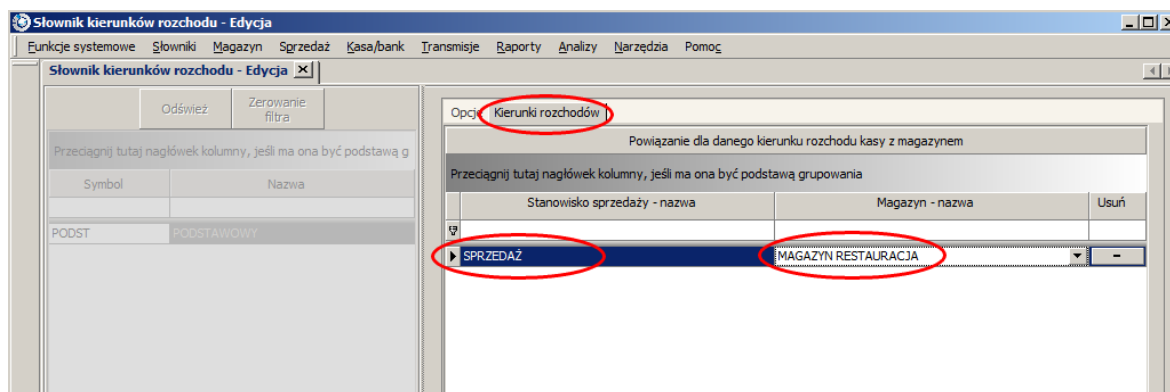 Słownik kierunków rozchodu - Edycja
Funkcje systemowe Słowniki Magazyn Sprzedaż Kasa/bank Transmisje Raporty Analizy Narzędzia Pomoc
Słownik kierunków rozchodu - Edycja
Odśwież
Zerowanie
filtra
Przeciągnij tutaj nagłówek kolumny, jeśli ma ona być podstawą g
Symbol Nazwa
PODST PODSTAWOWY
Opcje Kierunki rozchodów
Powiązanie dla danego kierunku rozchodu kasy z magazynem
Przeciągnij tutaj nagłówek kolumny, jeśli ma ona być podstawą grupowania
Stanowisko sprzedaży - nazwa Magazyn - nazwa Usuń
SPRZEDAŻ MAGAZYN RESTAURACJA -